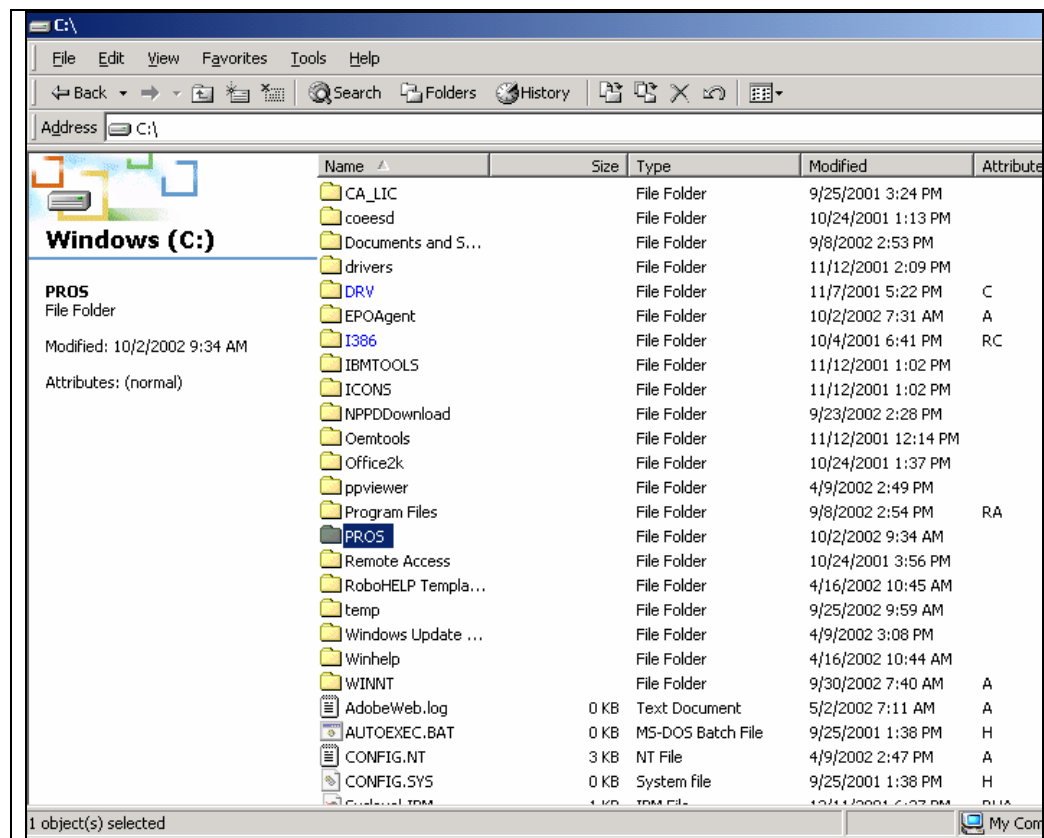 C:\
File Edit View Favorites Tools Help
Back Search Folders History
Address C:\
Windows (C:)
PROS
File Folder
Modified: 10/2/2002 9:34 AM
Attributes: (normal)
Name Size Type Modified Attribute
CA_LIC File Folder 9/25/2001 3:24 PM
coeesd File Folder 10/24/2001 1:13 PM
Documents and S... File Folder 9/8/2002 2:53 PM
drivers File Folder 11/12/2001 2:09 PM
DRV File Folder 11/7/2001 5:22 PM C
EPOAgent File Folder 10/2/2002 7:31 AM A
I386 File Folder 10/4/2001 6:41 PM RC
IBMTOOLS File Folder 11/12/2001 1:02 PM
ICONS File Folder 11/12/2001 1:02 PM
NPPDDownload File Folder 9/23/2002 2:28 PM
Oemtools File Folder 11/12/2001 12:14 PM
Office2k File Folder 10/24/2001 1:37 PM
ppviewer File Folder 4/9/2002 2:49 PM
Program Files File Folder 9/8/2002 2:54 PM RA
PROS File Folder 10/2/2002 9:34 AM
Remote Access File Folder 10/24/2001 3:56 PM
RoboHELP Templa... File Folder 4/16/2002 10:45 AM
temp File Folder 9/25/2002 9:59 AM
Windows Update ... File Folder 4/9/2002 3:08 PM
Winhelp File Folder 4/16/2002 10:44 AM
WINNT File Folder 9/30/2002 7:40 AM A
AdobeWeb.log 0 KB Text Document 5/2/2002 7:11 AM A
AUTOEXEC.BAT 0 KB MS-DOS Batch File 9/25/2001 1:38 PM H
CONFIG.NT 3 KB NT File 4/9/2002 2:47 PM A
CONFIG.SYS 0 KB System file 9/25/2001 1:38 PM H
1 object(s) selected My Com